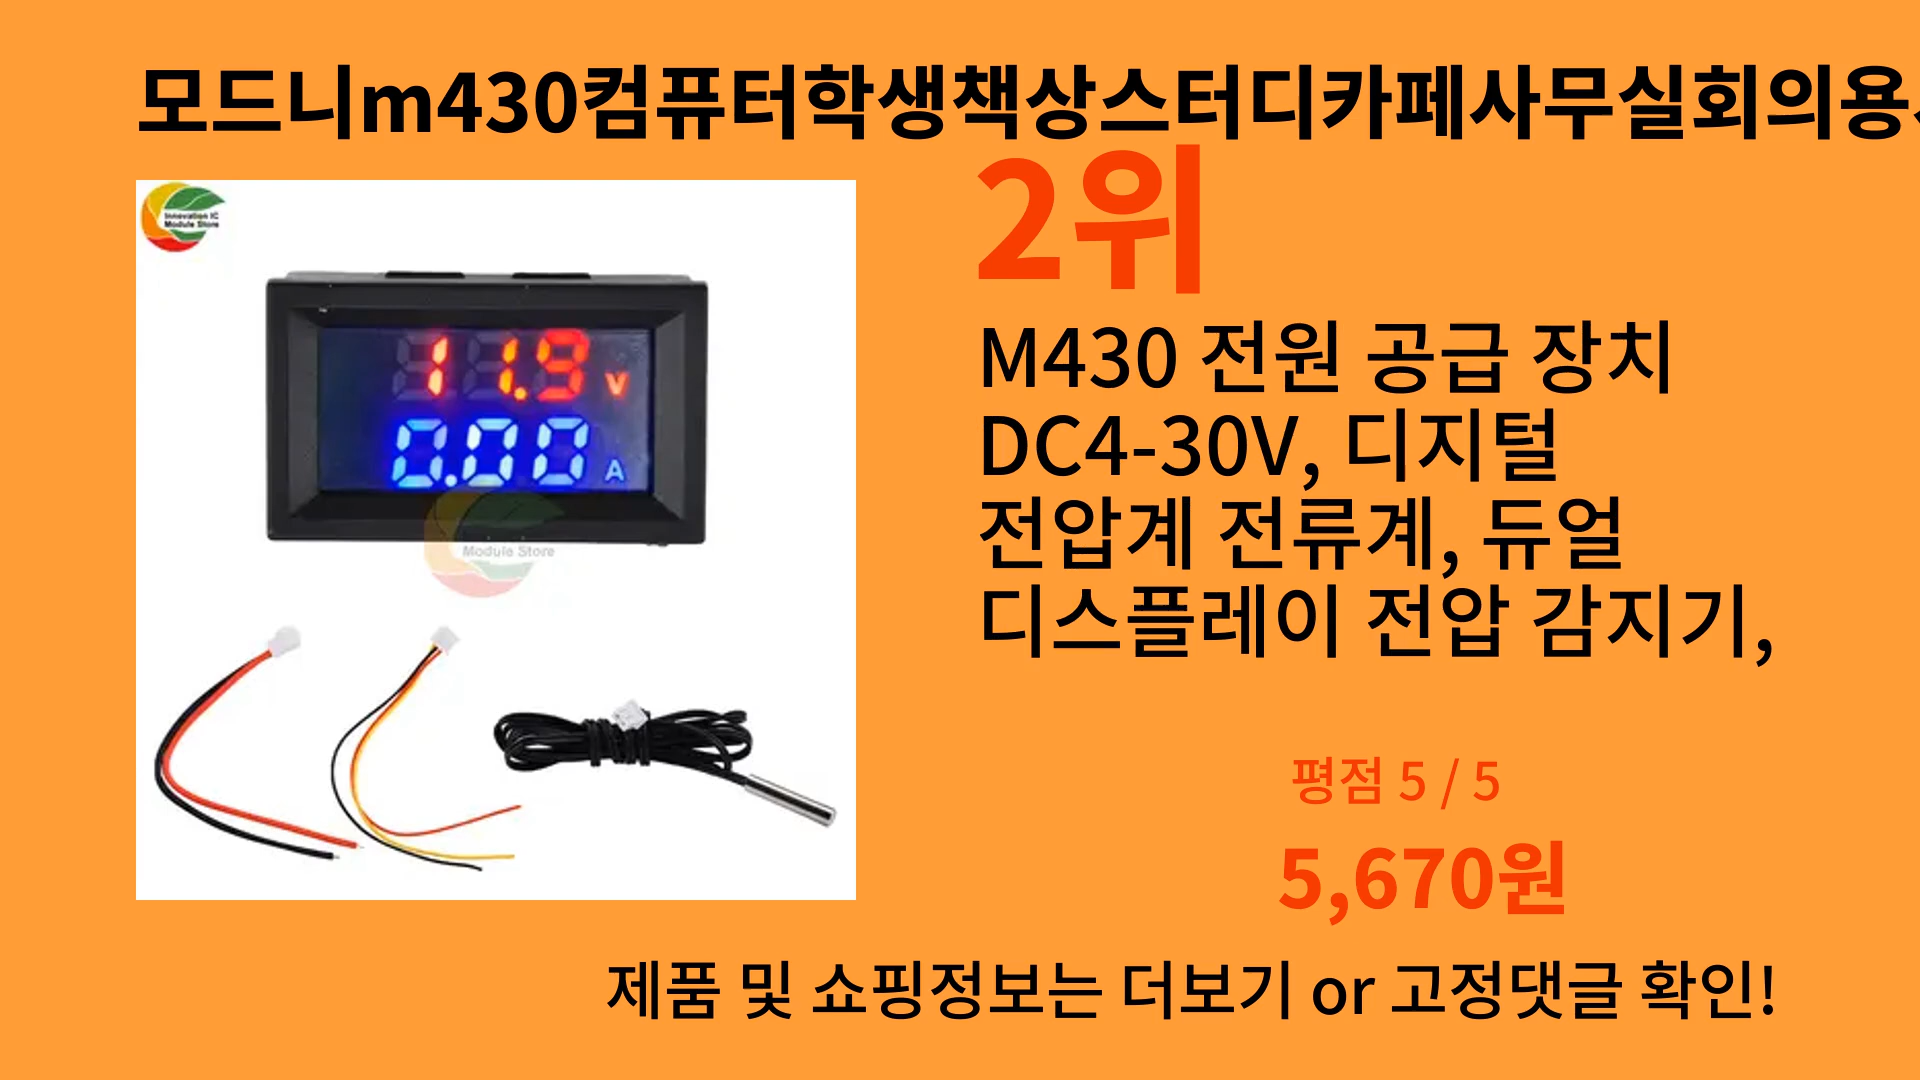 모드니m430컴퓨터학생책상스터디카페사무실회의용
2위
Innovation IC
Module Store
11.9 V
0.00 A
Module Store
M430 전원 공급 장치
DC4-30V, 디지털
전압계 전류계, 듀얼
디스플레이 전압 감지기,
평점 5 / 5
5,670원
제품 및 쇼핑정보는 더보기 or 고정댓글 확인!